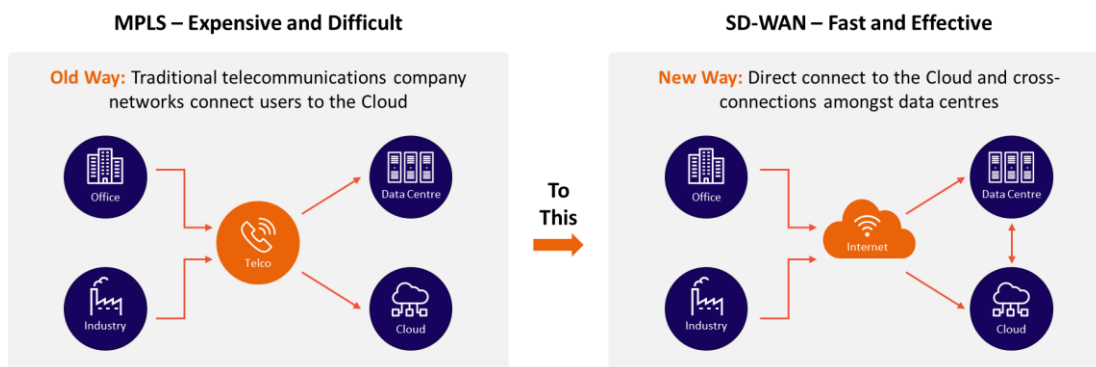 MPLS – Expensive and Difficult
Old Way: Traditional telecommunications company
networks connect users to the Cloud
Office
Data Centre
Telco
Industry
Cloud
To
This
SD-WAN – Fast and Effective
New Way: Direct connect to the Cloud and cross-
connections amongst data centres
Office
Data Centre
Internet
Industry
Cloud